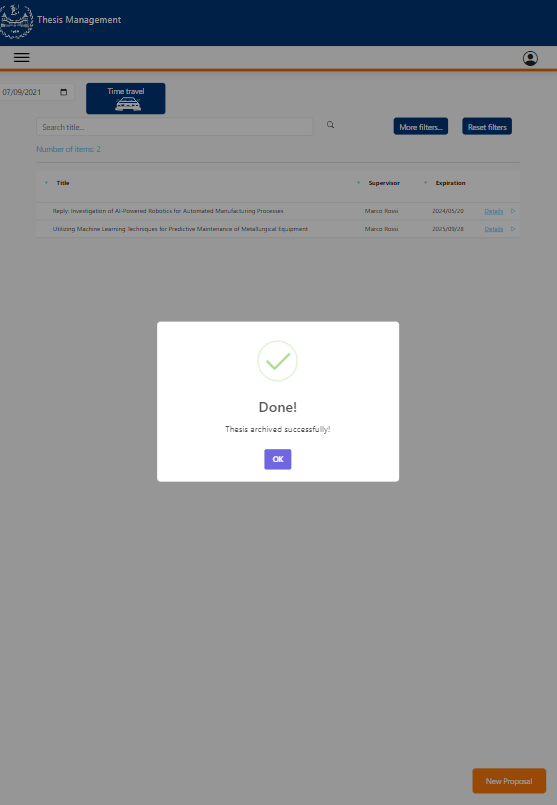 Thesis Management
07/09/2021
Time travel
Search title...
More filters...
Reset filters
Number of items: 2
Title Supervisor Expiration
Reply: Investigation of AI-Powered Robotics for Automated Manufacturing Processes Marco Rossi 2024/05/20 Details
Utilizing Machine Learning Techniques for Predictive Maintenance of Metallurgical Equipment Marco Rossi 2025/09/28 Details
Done!
Thesis archived successfully!
OK
New Proposal